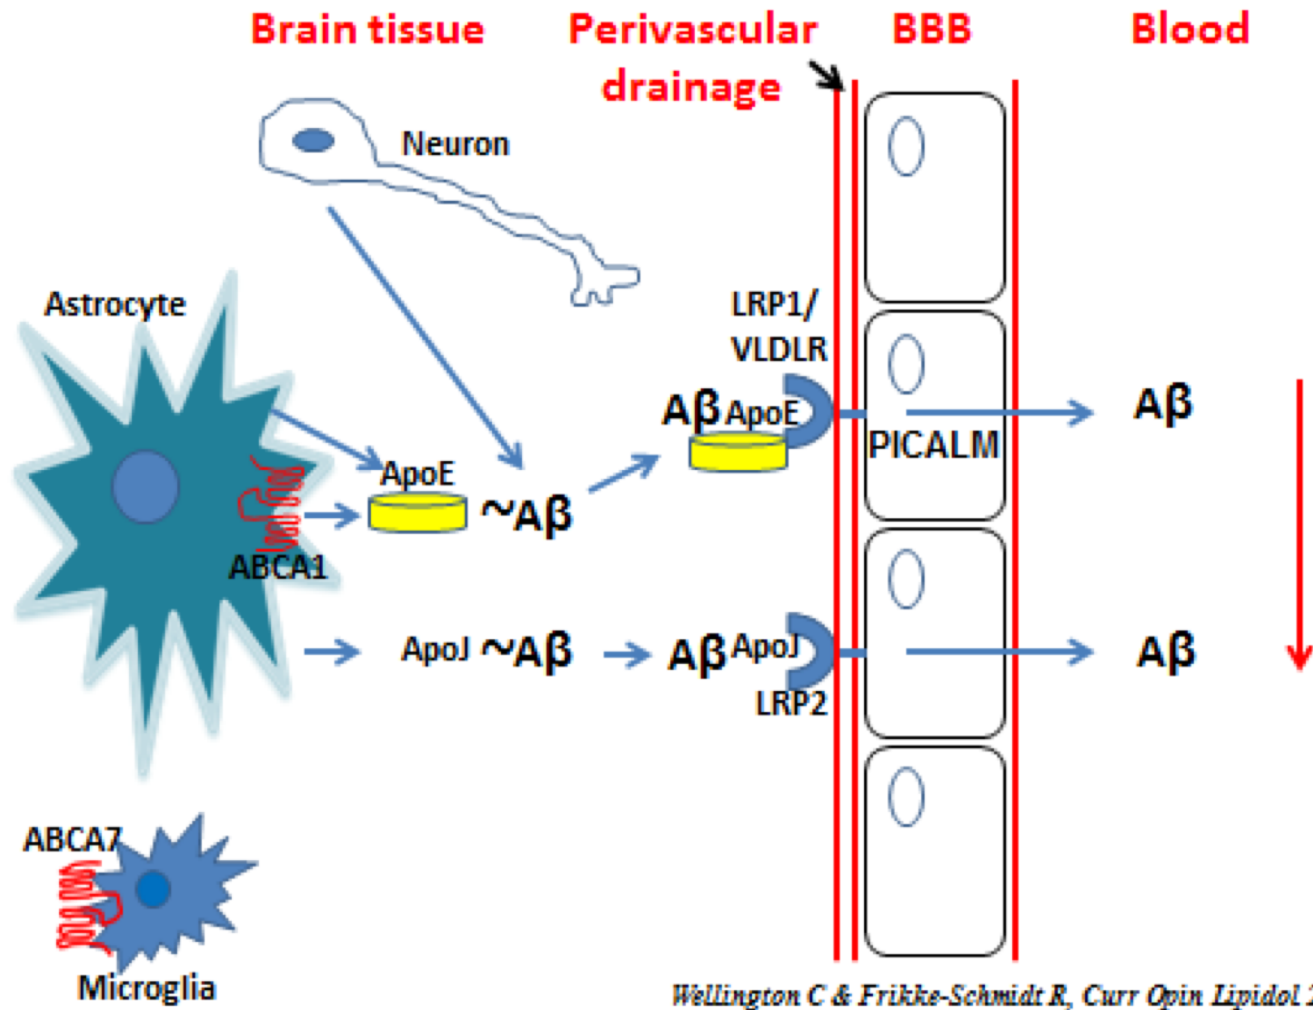 Brain tissue
Perivascular
drainage
BBB
Blood
Neuron
Astrocyte
LRP1/
VLDLR
Aβ ApoE
Aβ
PICALM
ApoE
~Aβ
ABCA1
ApoJ ~Aβ
Aβ ApoJ
Aβ
LRP2
ABCA7
Microglia
Wellington C & Frikke-Schmidt R, Curr Opin Lipidol